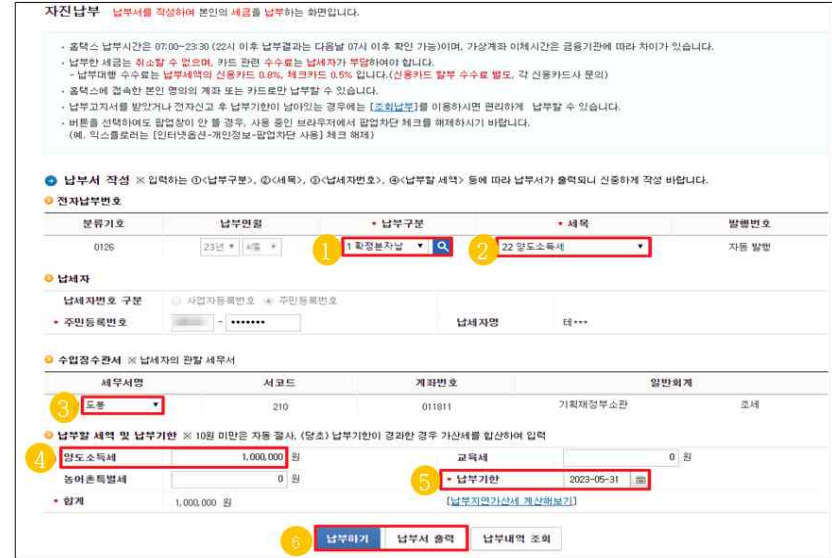 자진납부 납부서를 작성하여 본인의 세금을 납부하는 화면입니다.
· 홈택스 납부시간은 07:00~23:30 (22시 이후 납부결과는 다음날 07시 이후 확인 가능)이며, 가상계좌 이체시간은 금융기관에 따라 차이가 있습니다.
· 납부한 세금은 취소할 수 없으며, 카드 관련 수수료는 납세자가 부담하여야 합니다.
- 납부대행 수수료는 납부세액의 신용카드 0.8%, 체크카드 0.5% 입니다.(신용카드 할부 수수료 별도, 각 신용카드사 문의)
· 홈택스에 접속한 본인 명의의 계좌 또는 카드로만 납부할 수 있습니다.
· 납부고지서를 받았거나 전자신고 후 납부기한이 남아있는 경우에는 [조회납부]를 이용하시면 편리하게 납부할 수 있습니다.
· 버튼을 선택하여도 팝업창이 안 뜰 경우, 사용 중인 브라우저에서 팝업차단 체크를 해제하시기 바랍니다.
(예. 익스플로러는 [인터넷옵션-개인정보-팝업차단 사용] 체크 해제)
납부서 작성 ※ 입력하는 ①<납부구분>, ②<세목>, ③<납세자번호>, ④<납부할 세액> 등에 따라 납부서가 출력되니 신중하게 작성 바랍니다.
전자납부번호
분류기호 납부연월 • 납부구분 • 세목 발행번호
0126 23년 1 확정분자납 22 양도소득세 자동 발행
1 2
납세자
납세자번호 구분 사업자등록번호 주민등록번호
• 주민등록번호 - ••••••• 납세자명 테***
수입징수관서 ※ 납세자의 관할 세무서
세무서명 서코드 계좌번호 일반회계
3 도봉 210 011811 기획재정부소관 조세
납부할 세액 및 납부기한 ※ 10원 미만은 자동 절사, (당초) 납부기한이 경과한 경우 가산세를 합산하여 입력
4 양도소득세 1,000,000 원 교육세 0 원
농어촌특별세 0 원 5 • 납부기한 2023-05-31
• 합계 1,000,000 원 [납부지연가산세 계산해보기]
6 납부하기 납부서 출력 납부내역 조회